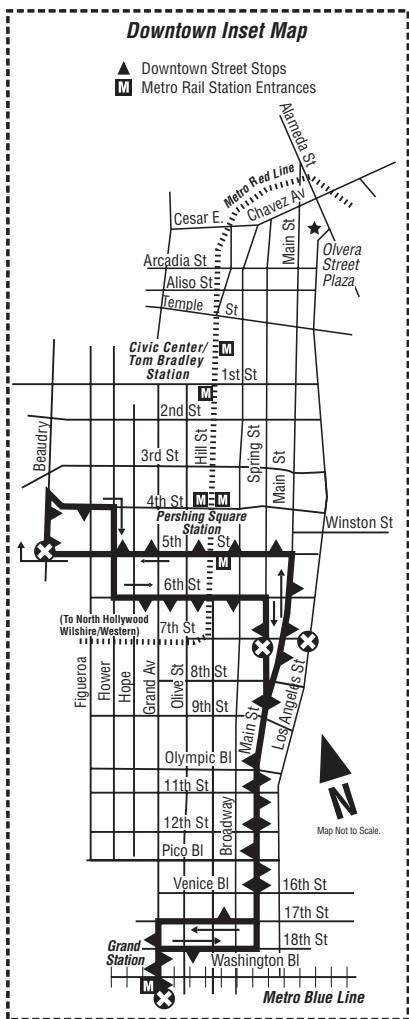 Downtown Inset Map
Downtown Street Stops
M Metro Rail Station Entrances
Alameda St
Metro Red Line
Cesar E. Chavez Av
Main St
Olvera
Street
Plaza
Arcadia St
Aliso St
Temple St
Civic Center/
Tom Bradley
Station
M
1st St
M
2nd St
Beaudry
Hill St
Spring St
Main St
3rd St
4th St
M M
Pershing Square
Station
Winston St
5th St
M
6th St
(To North Hollywood
Wilshire/Western)
7th St
Figueroa
Flower
Hope
Grand Av
Olive St
8th St
9th St
Main St
Los Angeles St
Olympic Bl
11th St
12th St
Broadway
N
Map Not to Scale.
Pico Bl
Venice Bl
16th St
17th St
18th St
Grand
Station
Washington Bl
M
Metro Blue Line